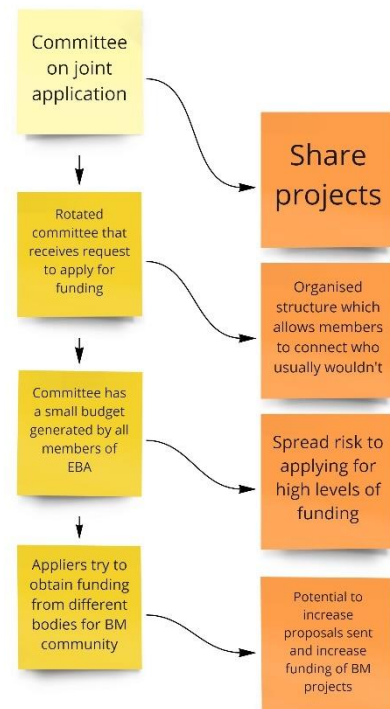 Committee
on joint
application
Share
projects
Rotated
committee that
receives request
to apply for
funding
Organised
structure which
allows members
to connect who
usually wouldn't
Committee has
a small budget
generated by all
members of
EBA
Spread risk to
applying for
high levels of
funding
Appliers try to
obtain funding
from different
bodies for BM
community
Potential to
increase
proposals sent
and increase
funding of BM
projects